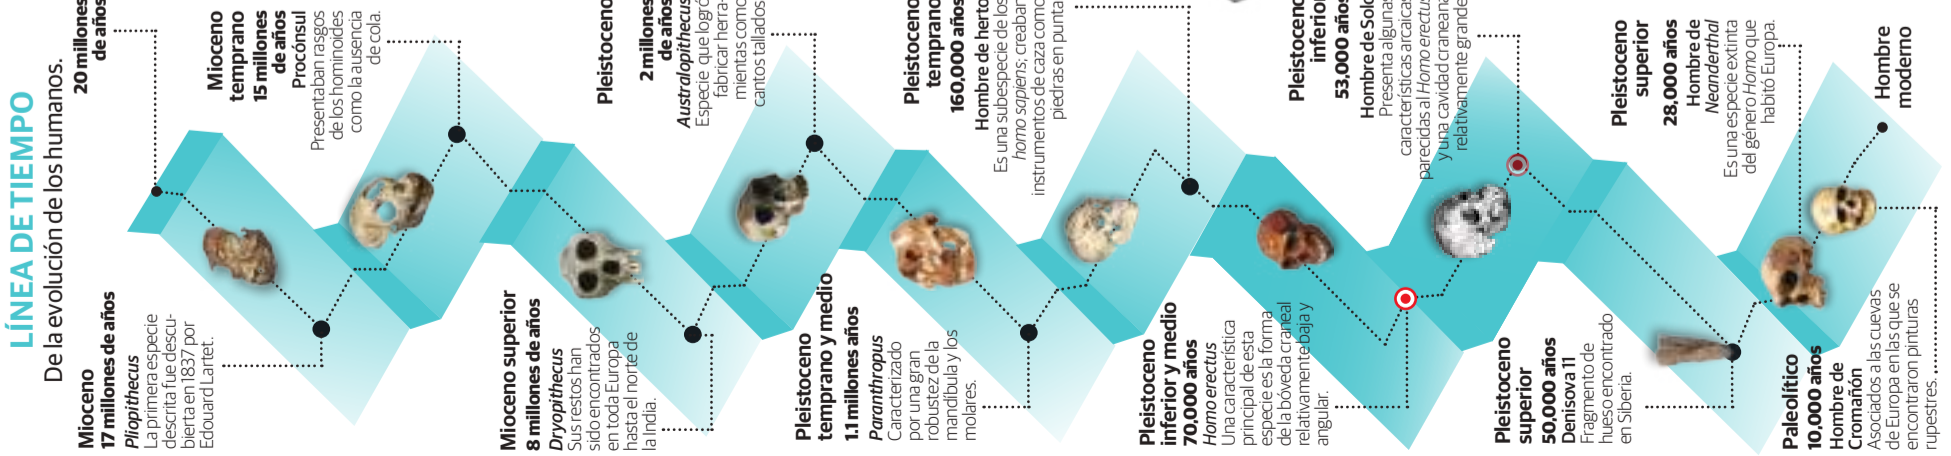 LÍNEA DE TIEMPO
De la evolución de los humanos.
20 millones
de años
Mioceno
17 millones de años
Pliopithecus
La primera especie
descrita fue descu-
bierta en 1837 por
Edouard Lartet.
Mioceno
temprano
15 millones
de años
Procónsul
Presentaban rasgos
de los hominoides
como la ausencia
de cola.
Mioceno superior
8 millones de años
Dryopithecus
Sus restos han
sido encontrados
en toda Europa
hasta el norte de
la India.
Pleistoceno
2 millones
de años
Australopithecus
Especie que logró
fabricar herra-
mientas como
cantos tallados
Pleistoceno
temprano y medio
1.1 millones años
Paranthropus
Caracterizado
por una gran
robustez de la
mandíbula y los
molares.
Pleistoceno
temprano
160,000 años
Hombre de herto
Es una subespecie de los
homo sapiens; creaban
instrumentos de caza como
piedras en punta
Pleistoceno
inferior y medio
70,000 años
Homo erectus
Una característica
principal de esta
especie es la forma
de la bóveda craneal
relativamente baja y
angular.
Pleistoceno
inferior
53,000 años
Hombre de Solo
Presenta algunas
características arcaicas
parecidas al Homo erectus
y una cavidad craneana
relativamente grande
Pleistoceno
superior
50,000 años
Denisova 11
Fragmento de
hueso encontrado
en Siberia.
Pleistoceno
superior
28,000 años
Hombre de
Neanderthal
Es una especie extinta
del género Homo que
habitó Europa.
Paleolítico
10,000 años
Hombre de
Cromañón
Asociados a las cuevas
de Europa en las que se
encontraron pinturas
rupestres.
Hombre
moderno